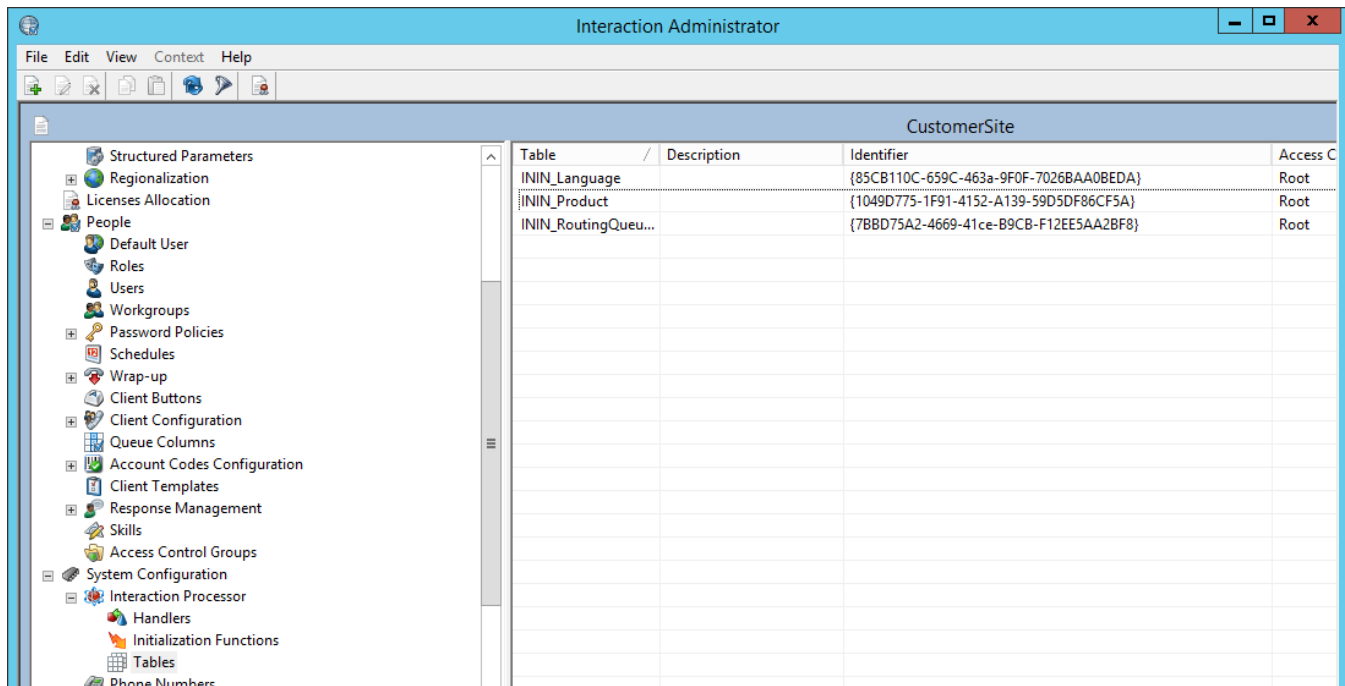 Interaction Administrator
File Edit View Context Help
CustomerSite
Structured Parameters
Regionalization
Licenses Allocation
People
Default User
Roles
Users
Workgroups
Password Policies
Schedules
Wrap-up
Client Buttons
Client Configuration
Queue Columns
Account Codes Configuration
Client Templates
Response Management
Skills
Access Control Groups
System Configuration
Interaction Processor
Handlers
Initialization Functions
Tables
Phone Numbers
Table / Description Identifier Access C
ININ_Language {85CB110C-659C-463a-9F0F-7026BAA0BEDA} Root
ININ_Product {1049D775-1F91-4152-A139-59D5DF86CF5A} Root
ININ_RoutingQueu... {7BBD75A2-4669-41ce-B9CB-F12EE5AA2BF8} Root